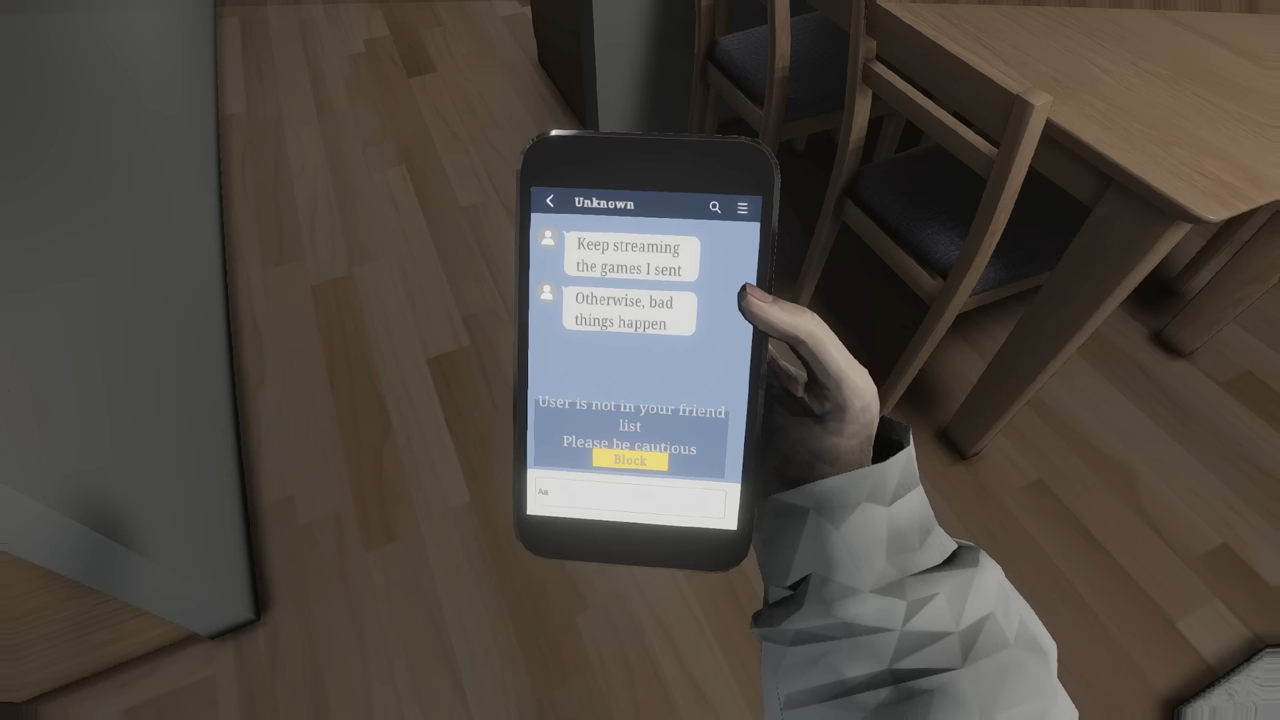 Unknown
Keep streaming
the games I sent
Otherwise, bad
things happen
User is not in your friend
list
Please be cautious
Block
Aa